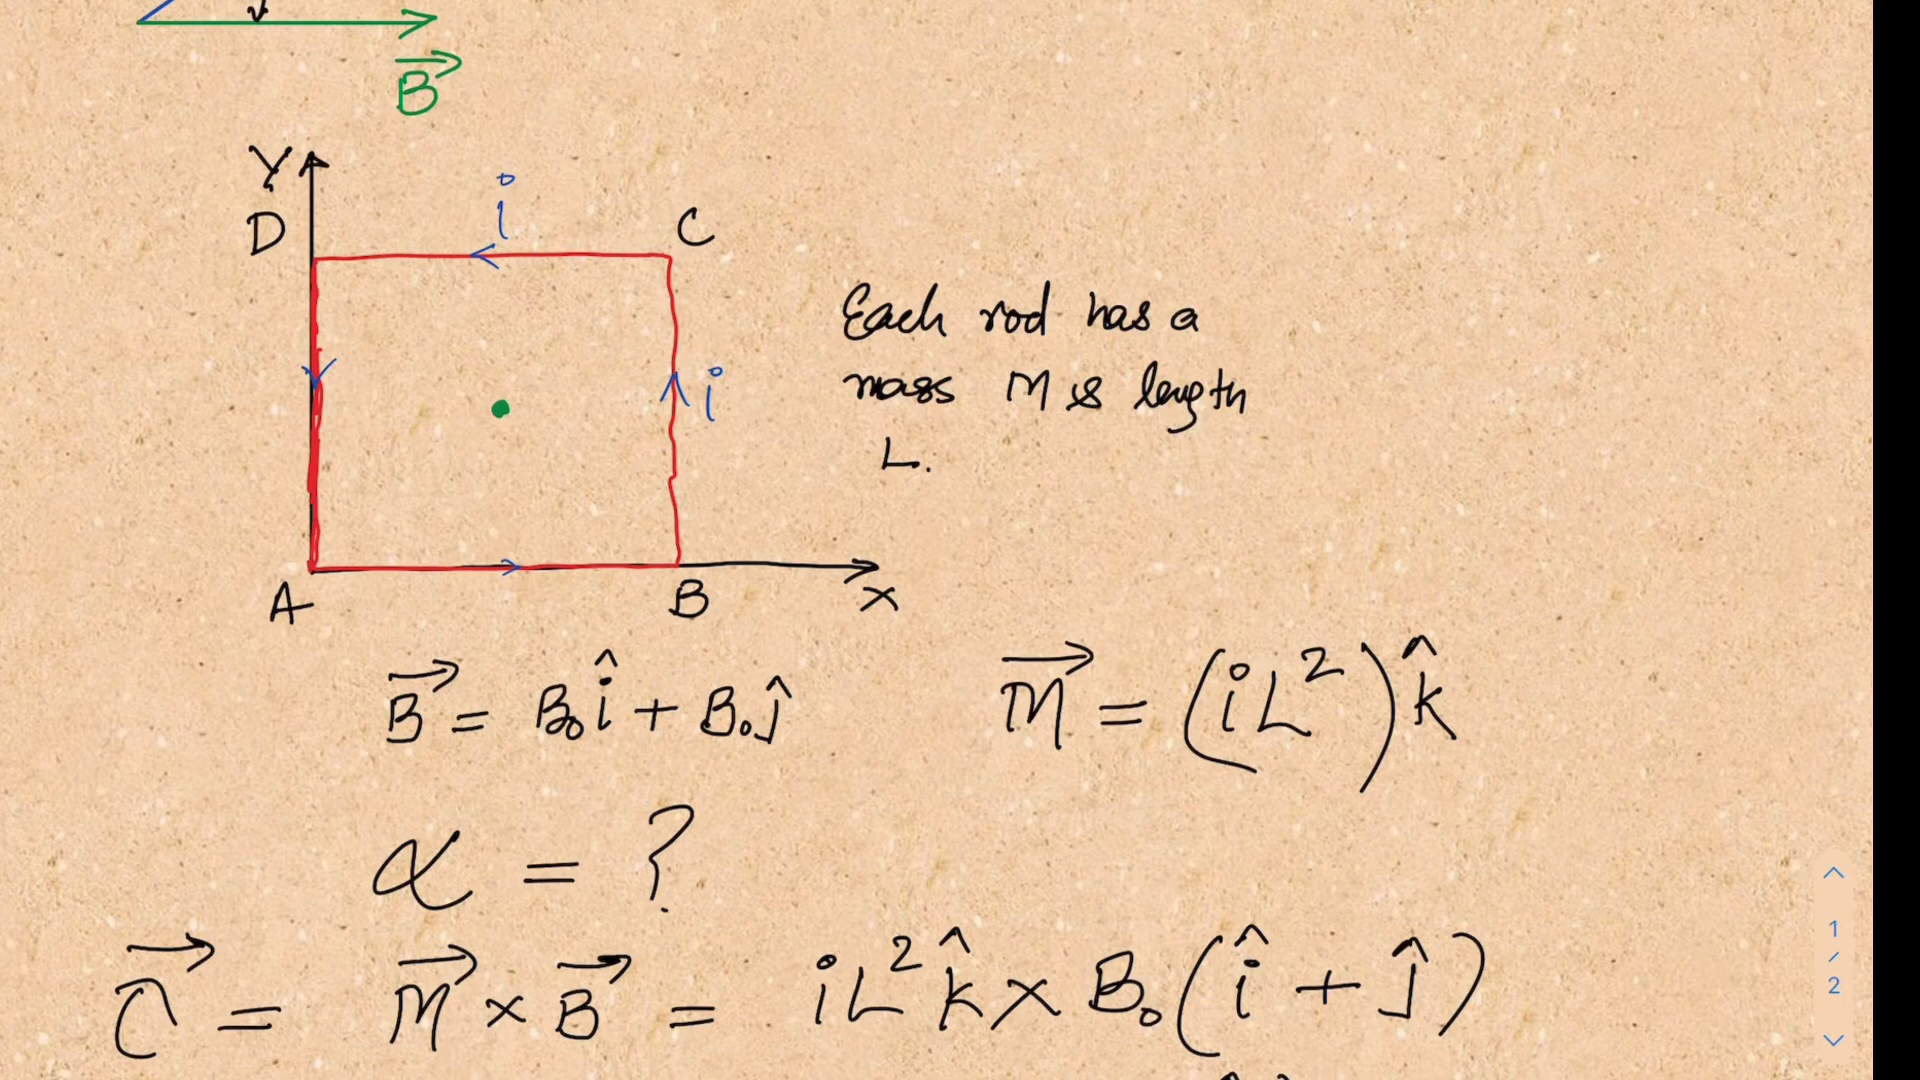 B⃗
Y
D
i
C
i
Each rod has a
mass M & length
L.
A
B
x
B⃗ = B₀î + B₀ĵ
M⃗ = (iL²)k̂
α = ?
τ⃗ = M⃗ × B⃗ = iL²k̂ × B₀(î + ĵ)
1
/
2